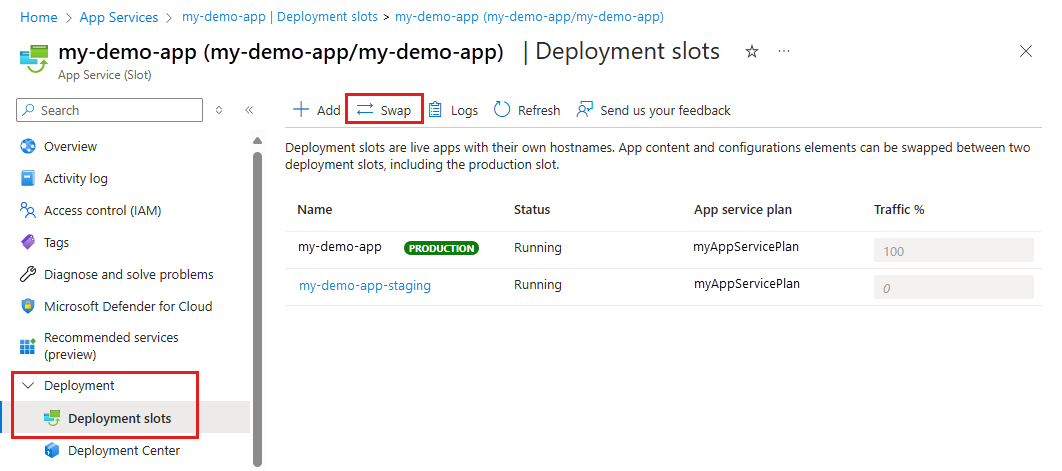 Home > App Services > my-demo-app | Deployment slots > my-demo-app (my-demo-app/my-demo-app)
my-demo-app (my-demo-app/my-demo-app) | Deployment slots
App Service (Slot)
Search
Overview
Activity log
Access control (IAM)
Tags
Diagnose and solve problems
Microsoft Defender for Cloud
Recommended services
(preview)
Deployment
Deployment slots
Deployment Center
Add Swap Logs Refresh Send us your feedback
Deployment slots are live apps with their own hostnames. App content and configurations elements can be swapped between two
deployment slots, including the production slot.
Name Status App service plan Traffic %
my-demo-app PRODUCTION Running myAppServicePlan 100
my-demo-app-staging Running myAppServicePlan 0